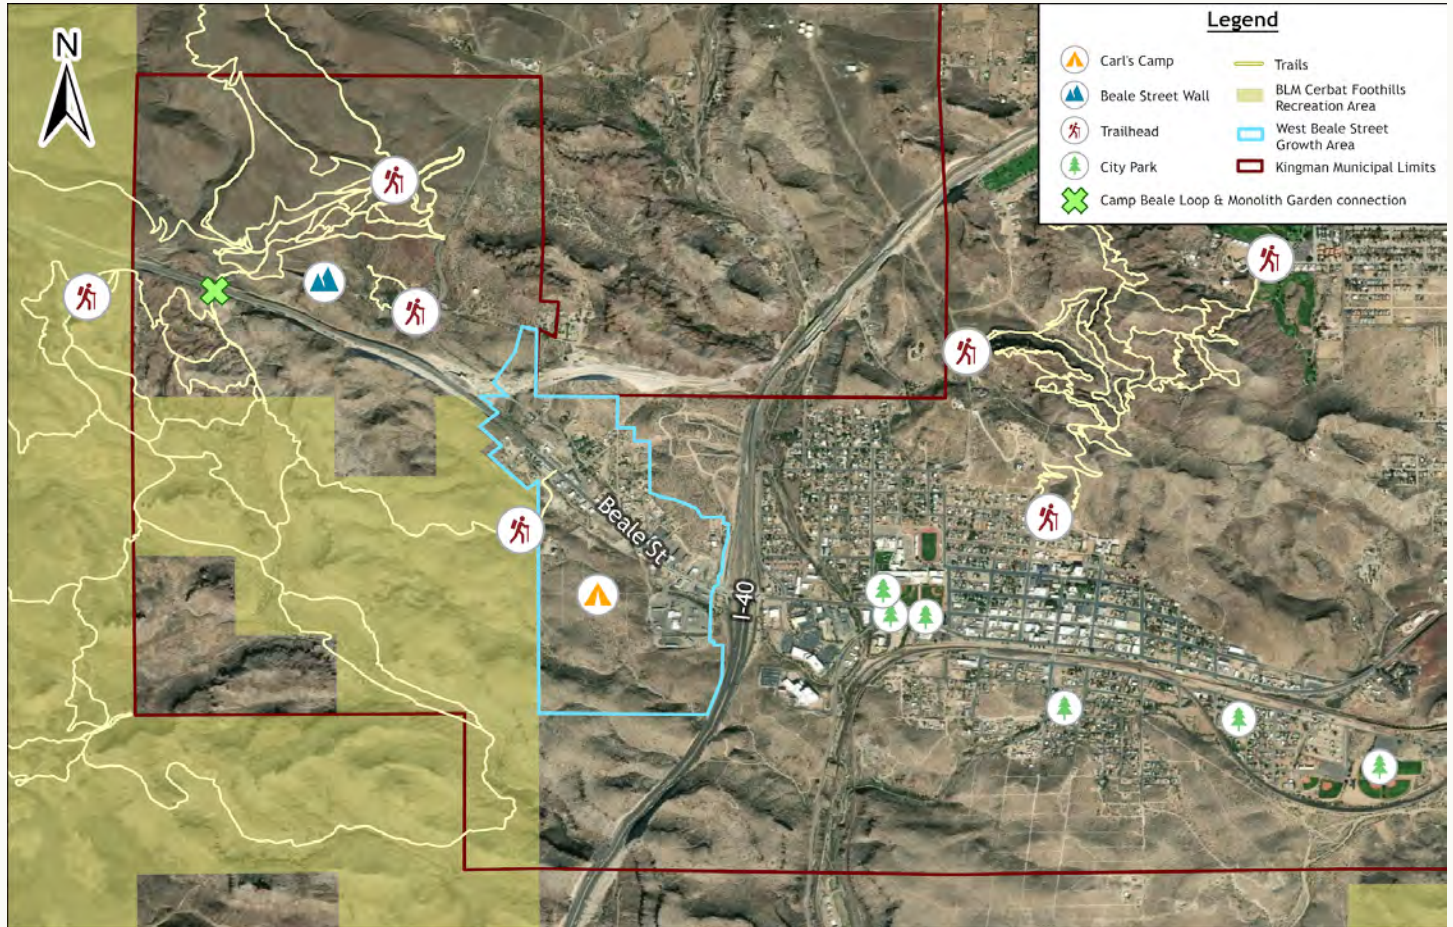 N
Legend
Carl's Camp
Beale Street Wall
Trailhead
City Park
Camp Beale Loop & Monolith Garden connection
Trails
BLM Cerbat Foothills
Recreation Area
West Beale Street
Growth Area
Kingman Municipal Limits
Beale St
I-40